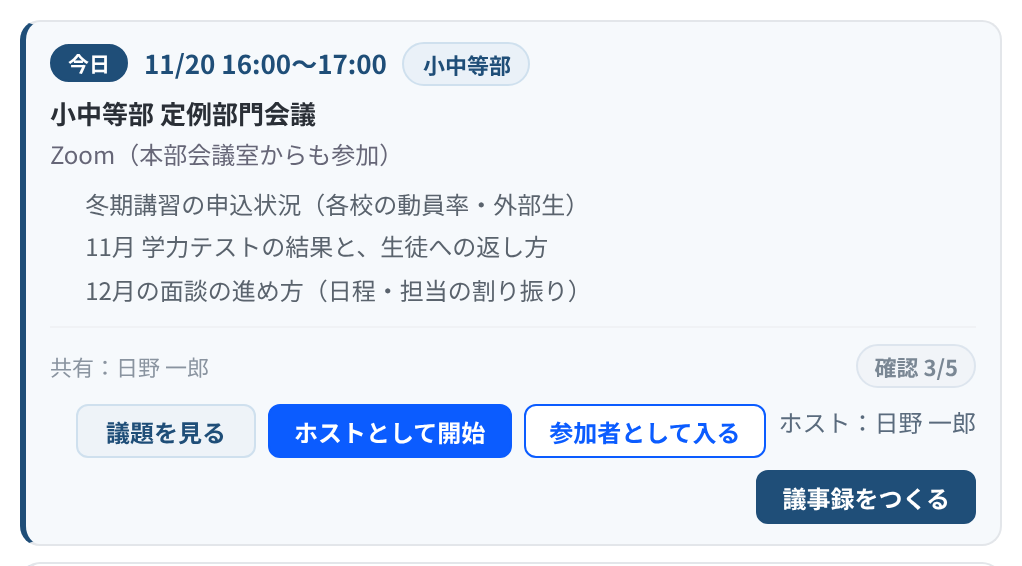 今日 11/20 16:00〜17:00 小中等部
小中等部 定例部門会議
Zoom（本部会議室からも参加）
冬期講習の申込状況（各校の動員率・外部生）
11月 学力テストの結果と、生徒への返し方
12月の面談の進め方（日程・担当の割り振り）
共有：日野 一郎 確認 3/5
議題を見る ホストとして開始 参加者として入る ホスト：日野 一郎
議事録をつくる